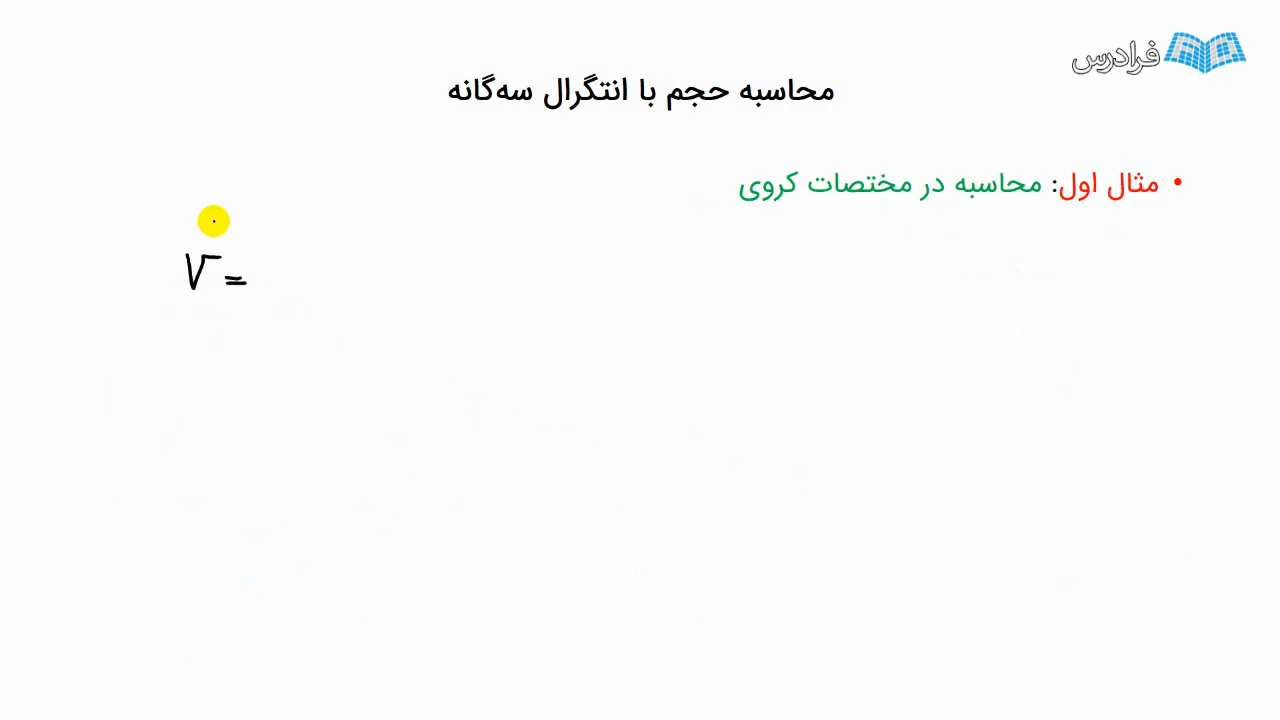 فرادرس
محاسبه حجم با انتگرال سه‌گانه
• مثال اول: محاسبه در مختصات کروی
V =